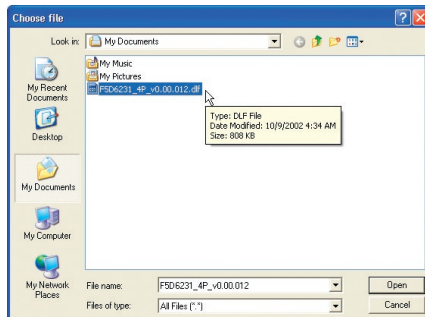 Choose file
Look in: My Documents
My Recent Documents
Desktop
My Documents
My Computer
My Network Places
My Music
My Pictures
F5D6231_4P_v0.00.012.dlf
Type: DLF File
Date Modified: 10/9/2002 4:34 AM
Size: 808 KB
File name: F5D6231_4P_v0.00.012 Open
Files of type: All Files (*.*) Cancel